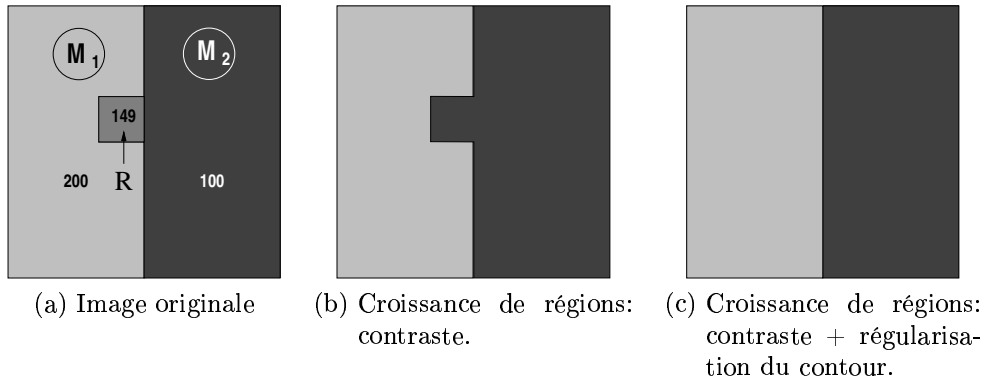 M1 M2
149
200 R 100
(a) Image originale
(b) Croissance de régions:
contraste.
(c) Croissance de régions:
contraste + régularisa-
tion du contour.